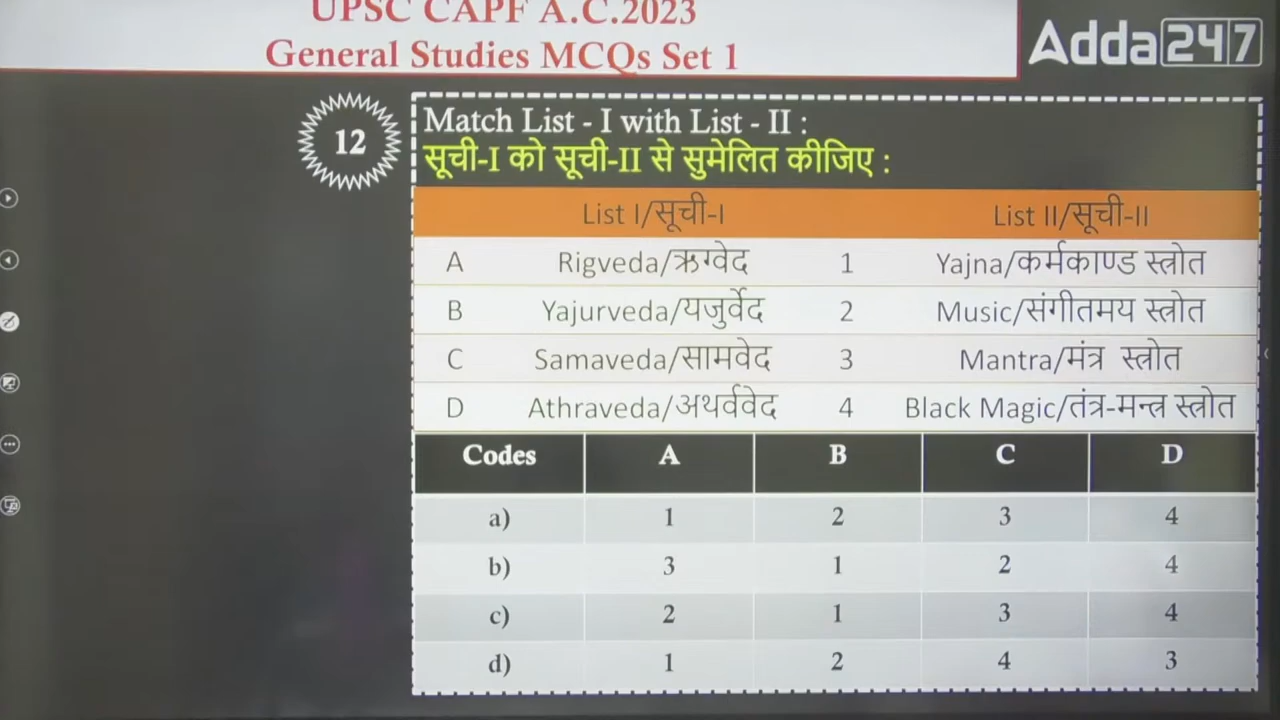 UPSC CAPF A.C.2023
General Studies MCQs Set 1
Adda247
12
Match List - I with List - II :
सूची-I को सूची-II से सुमेलित कीजिए :
List I/सूची-I List II/सूची-II
A Rigveda/ऋग्वेद 1 Yajna/कर्मकाण्ड स्त्रोत
B Yajurveda/यजुर्वेद 2 Music/संगीतमय स्त्रोत
C Samaveda/सामवेद 3 Mantra/मंत्र स्त्रोत
D Athraveda/अथर्ववेद 4 Black Magic/तंत्र-मन्त्र स्त्रोत
Codes A B C D
a) 1 2 3 4
b) 3 1 2 4
c) 2 1 3 4
d) 1 2 4 3